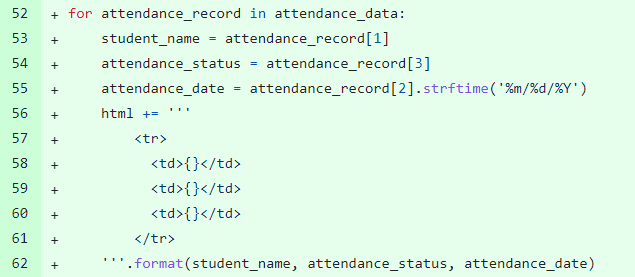 52 + for attendance_record in attendance_data:
53 +     student_name = attendance_record[1]
54 +     attendance_status = attendance_record[3]
55 +     attendance_date = attendance_record[2].strftime('%m/%d/%Y')
56 +     html += '''
57 +         <tr>
58 +           <td>{}</td>
59 +           <td>{}</td>
60 +           <td>{}</td>
61 +         </tr>
62 +     '''.format(student_name, attendance_status, attendance_date)